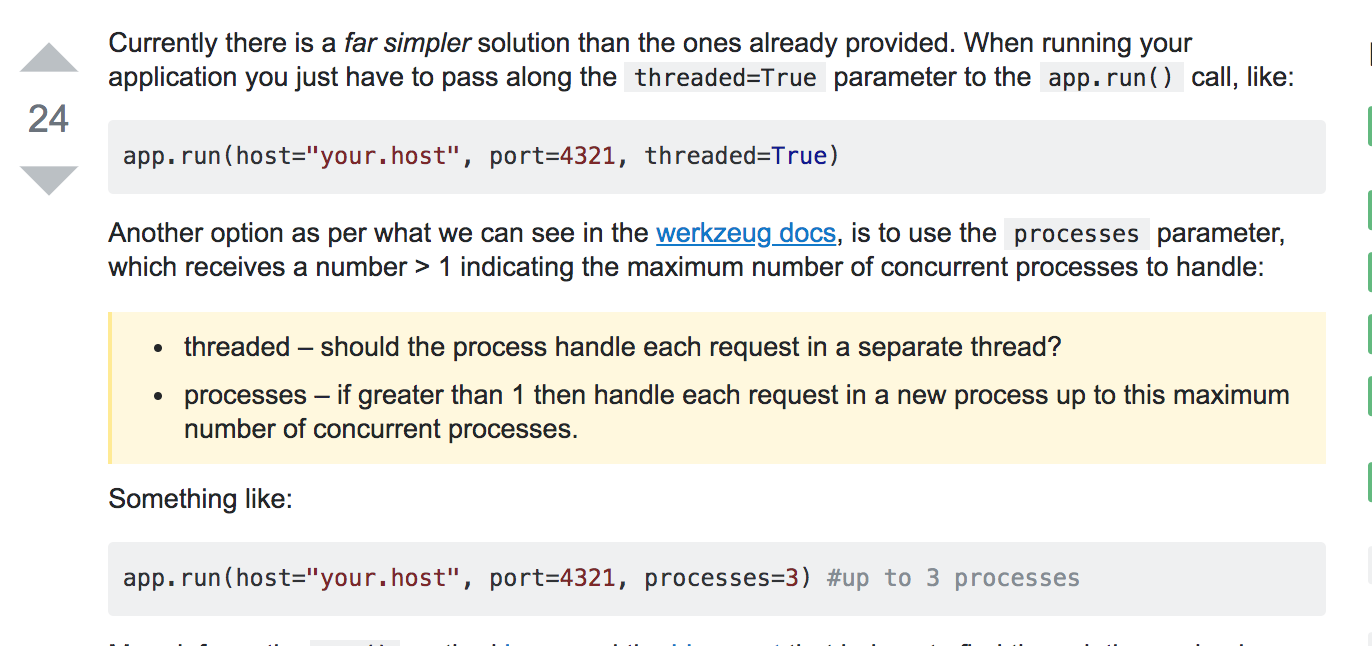 Currently there is a far simpler solution than the ones already provided. When running your
application you just have to pass along the threaded=True parameter to the app.run() call, like:
24
app.run(host="your.host", port=4321, threaded=True)
Another option as per what we can see in the werkzeug docs, is to use the processes parameter,
which receives a number > 1 indicating the maximum number of concurrent processes to handle:
• threaded – should the process handle each request in a separate thread?
• processes – if greater than 1 then handle each request in a new process up to this maximum
number of concurrent processes.
Something like:
app.run(host="your.host", port=4321, processes=3) #up to 3 processes